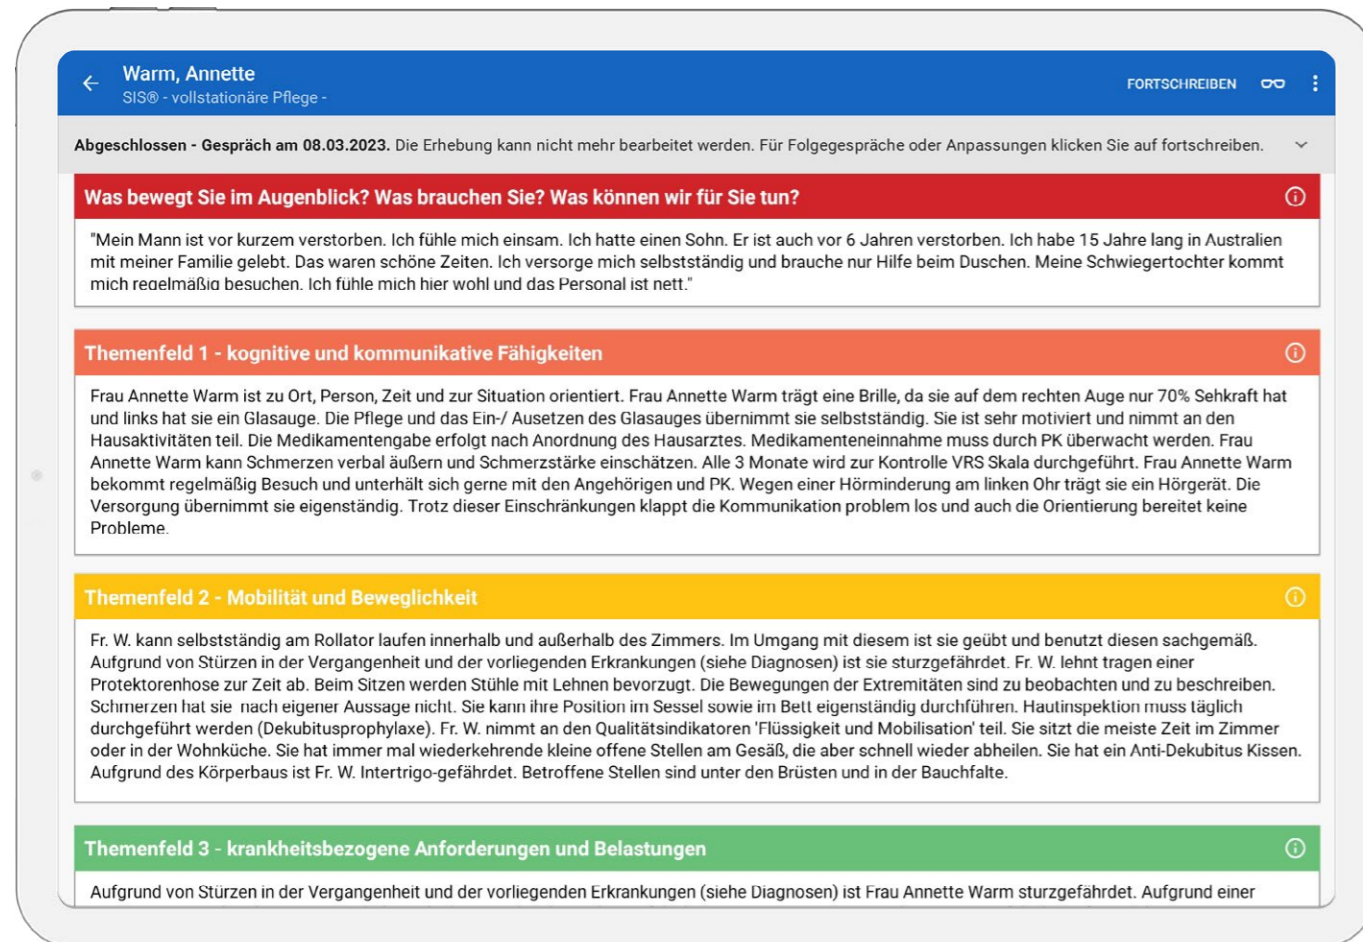 Warm, Annette
SIS® - vollstationäre Pflege -
FORTSCHREIBEN
Abgeschlossen - Gespräch am 08.03.2023. Die Erhebung kann nicht mehr bearbeitet werden. Für Folgegespräche oder Anpassungen klicken Sie auf fortschreiben.
Was bewegt Sie im Augenblick? Was brauchen Sie? Was können wir für Sie tun?
"Mein Mann ist vor kurzem verstorben. Ich fühle mich einsam. Ich hatte einen Sohn. Er ist auch vor 6 Jahren verstorben. Ich habe 15 Jahre lang in Australien
mit meiner Familie gelebt. Das waren schöne Zeiten. Ich versorge mich selbstständig und brauche nur Hilfe beim Duschen. Meine Schwiegertochter kommt
mich regelmäßig besuchen. Ich fühle mich hier wohl und das Personal ist nett."
Themenfeld 1 - kognitive und kommunikative Fähigkeiten
Frau Annette Warm ist zu Ort, Person, Zeit und zur Situation orientiert. Frau Annette Warm trägt eine Brille, da sie auf dem rechten Auge nur 70% Sehkraft hat
und links hat sie ein Glasauge. Die Pflege und das Ein-/ Ausetzen des Glasauges übernimmt sie selbstständig. Sie ist sehr motiviert und nimmt an den
Hausaktivitäten teil. Die Medikamentengabe erfolgt nach Anordnung des Hausarztes. Medikamenteneinnahme muss durch PK überwacht werden. Frau
Annette Warm kann Schmerzen verbal äußern und Schmerzstärke einschätzen. Alle 3 Monate wird zur Kontrolle VRS Skala durchgeführt. Frau Annette Warm
bekommt regelmäßig Besuch und unterhält sich gerne mit den Angehörigen und PK. Wegen einer Hörminderung am linken Ohr trägt sie ein Hörgerät. Die
Versorgung übernimmt sie eigenständig. Trotz dieser Einschränkungen klappt die Kommunikation problem los und auch die Orientierung bereitet keine
Probleme.
Themenfeld 2 - Mobilität und Beweglichkeit
Fr. W. kann selbstständig am Rollator laufen innerhalb und außerhalb des Zimmers. Im Umgang mit diesem ist sie geübt und benutzt diesen sachgemäß.
Aufgrund von Stürzen in der Vergangenheit und der vorliegenden Erkrankungen (siehe Diagnosen) ist sie sturzgefährdet. Fr. W. lehnt tragen einer
Protektorenhose zur Zeit ab. Beim Sitzen werden Stühle mit Lehnen bevorzugt. Die Bewegungen der Extremitäten sind zu beobachten und zu beschreiben.
Schmerzen hat sie nach eigener Aussage nicht. Sie kann ihre Position im Sessel sowie im Bett eigenständig durchführen. Hautinspektion muss täglich
durchgeführt werden (Dekubitusprophylaxe). Fr. W. nimmt an den Qualitätsindikatoren 'Flüssigkeit und Mobilisation' teil. Sie sitzt die meiste Zeit im Zimmer
oder in der Wohnküche. Sie hat immer mal wiederkehrende kleine offene Stellen am Gesäß, die aber schnell wieder abheilen. Sie hat ein Anti-Dekubitus Kissen.
Aufgrund des Körperbaus ist Fr. W. Intertrigo-gefährdet. Betroffene Stellen sind unter den Brüsten und in der Bauchfalte.
Themenfeld 3 - krankheitsbezogene Anforderungen und Belastungen
Aufgrund von Stürzen in der Vergangenheit und der vorliegenden Erkrankungen (siehe Diagnosen) ist Frau Annette Warm sturzgefährdet. Aufgrund einer